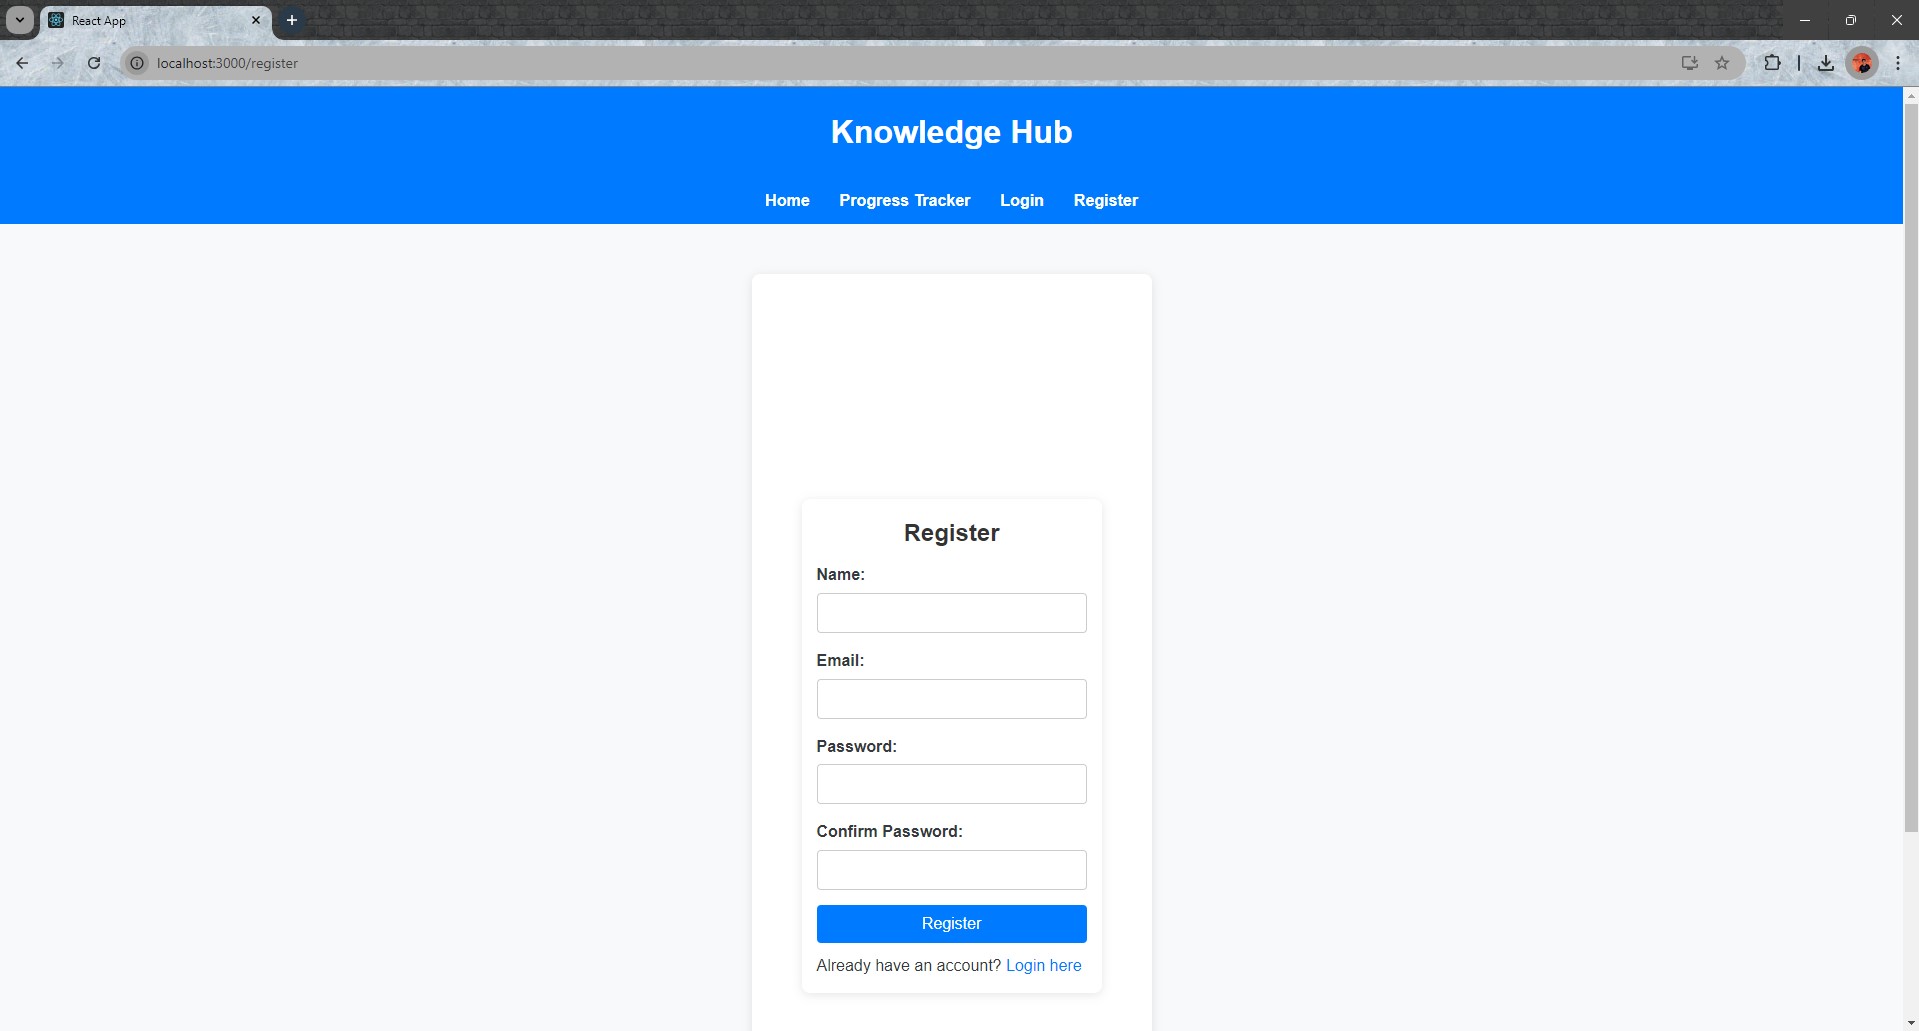 React App
localhost:3000/register
Knowledge Hub
Home Progress Tracker Login Register
Register
Name:
Email:
Password:
Confirm Password:
Register
Already have an account? Login here